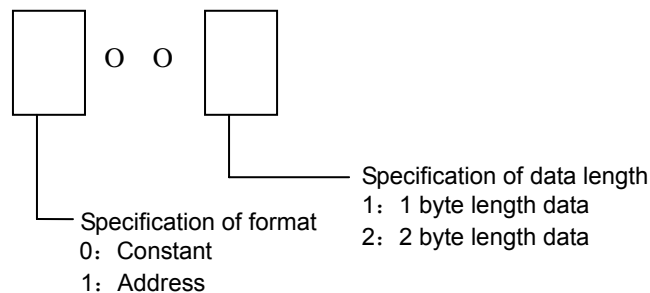 O O
Specification of data length
1：1 byte length data
2：2 byte length data
Specification of format
0：Constant
1：Address